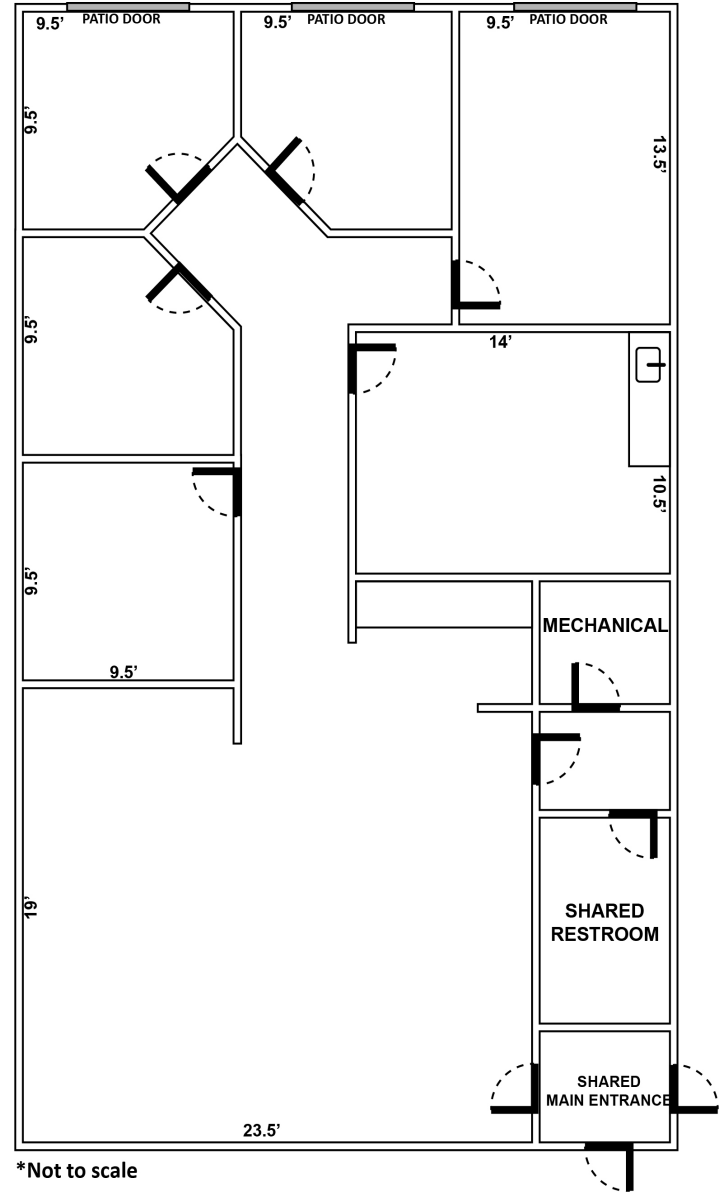 PATIO DOOR
PATIO DOOR
PATIO DOOR
9.5’
9.5’
9.5’
9.5’
13.5’
9.5’
14’
10.5’
9.5’
MECHANICAL
9.5’
19’
SHARED
RESTROOM
SHARED
MAIN ENTRANCE
23.5’
*Not to scale